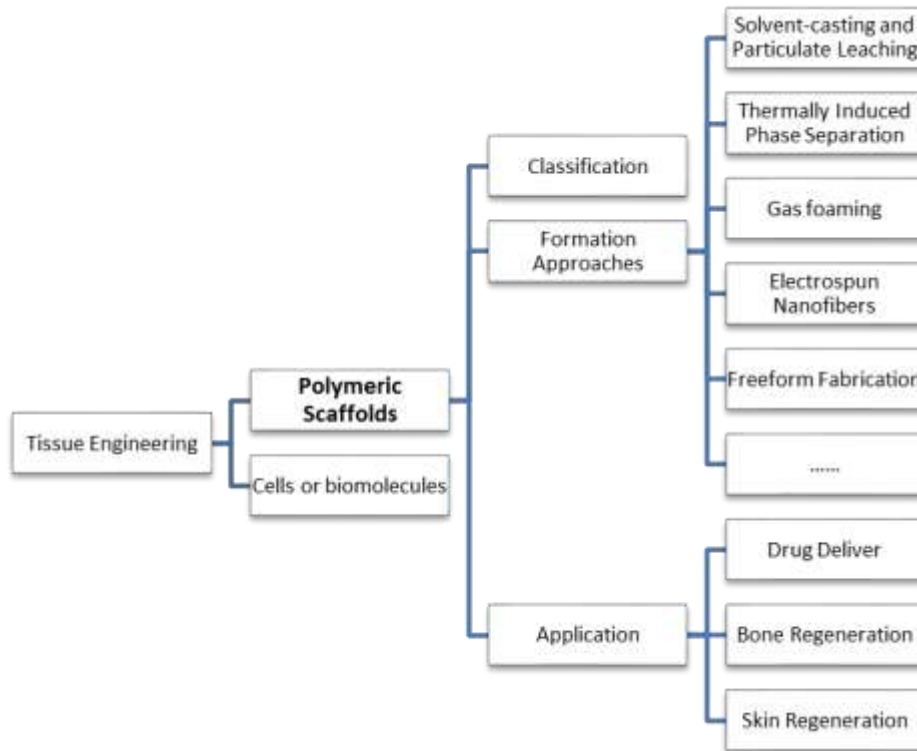 Solvent-casting and
Particulate Leaching
Thermally Induced
Phase Separation
Classification
Gas foaming
Formation
Approaches
Electrospun
Nanofibers
Polymeric
Scaffolds
Freeform Fabrication
Tissue Engineering
Cells or biomolecules
......
Drug Deliver
Application
Bone Regeneration
Skin Regeneration